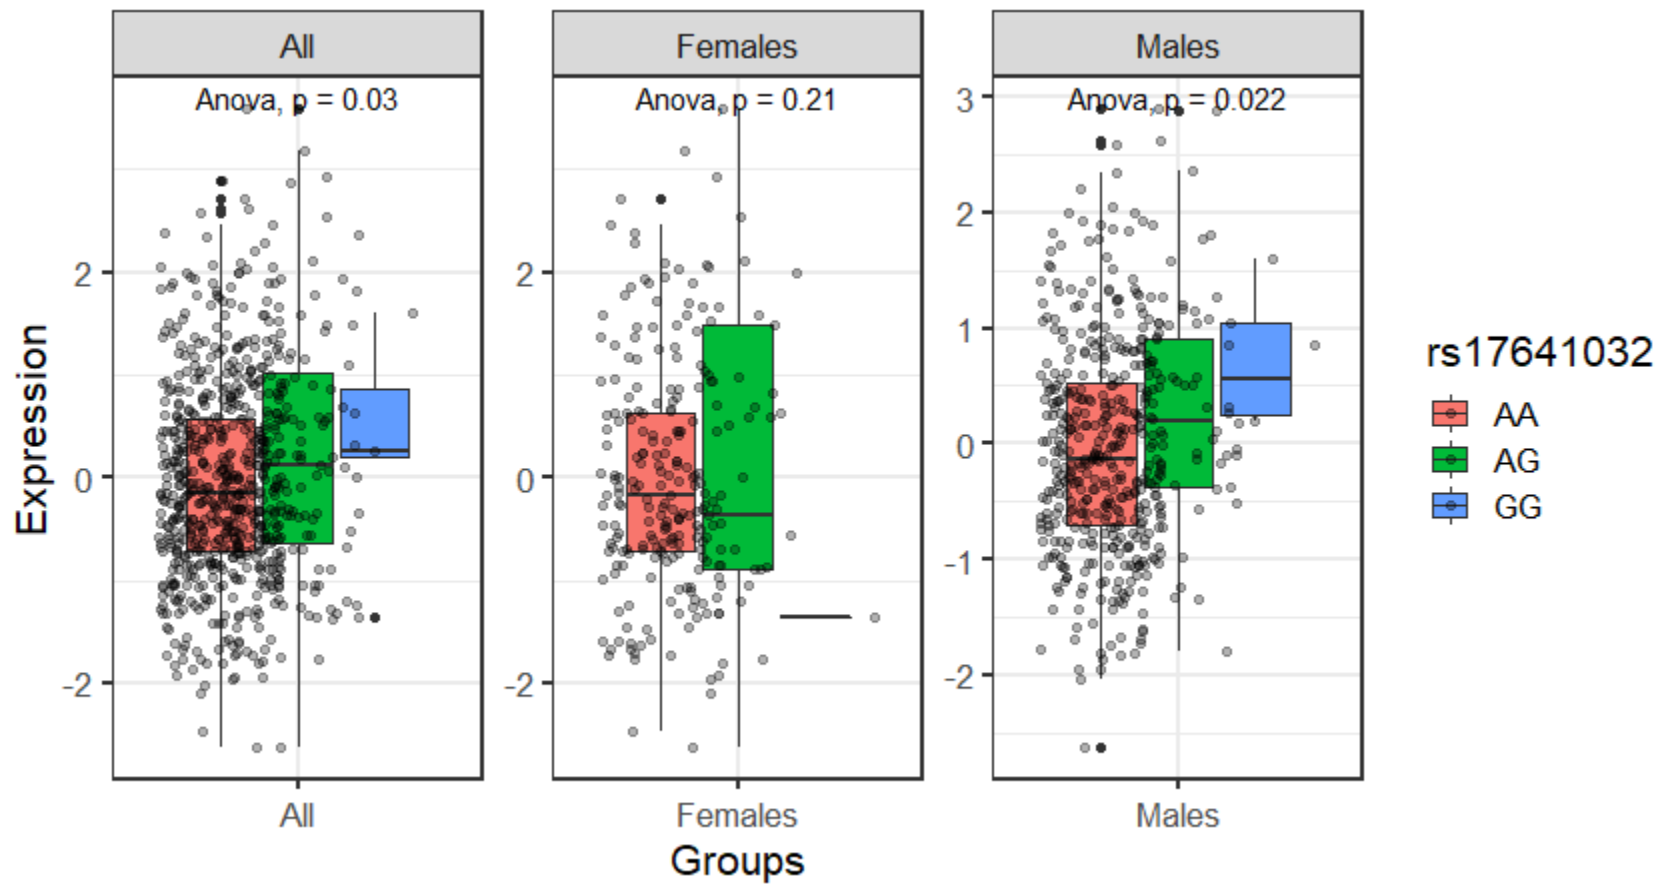 All
Females
Males
Anova, p = 0.03
Anova, p = 0.21
Anova, p = 0.022
Expression
2
0
-2
2
0
-2
3
2
1
0
-1
-2
All
Females
Males
Groups
rs17641032
AA
AG
GG